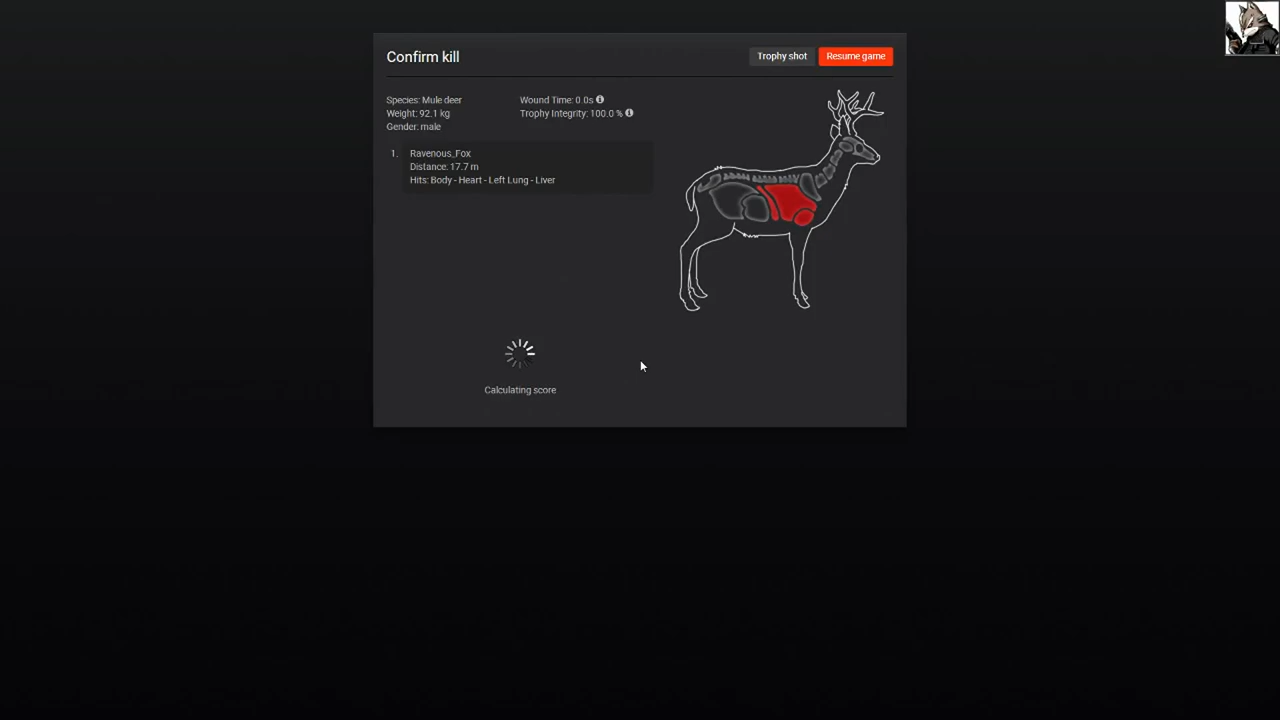 Confirm kill
Trophy shot
Resume game
Species: Mule deer
Weight: 92.1 kg
Gender: male
Wound Time: 0.0s
Trophy Integrity: 100.0 %
1.
Ravenous_Fox
Distance: 17.7 m
Hits: Body - Heart - Left Lung - Liver
Calculating score